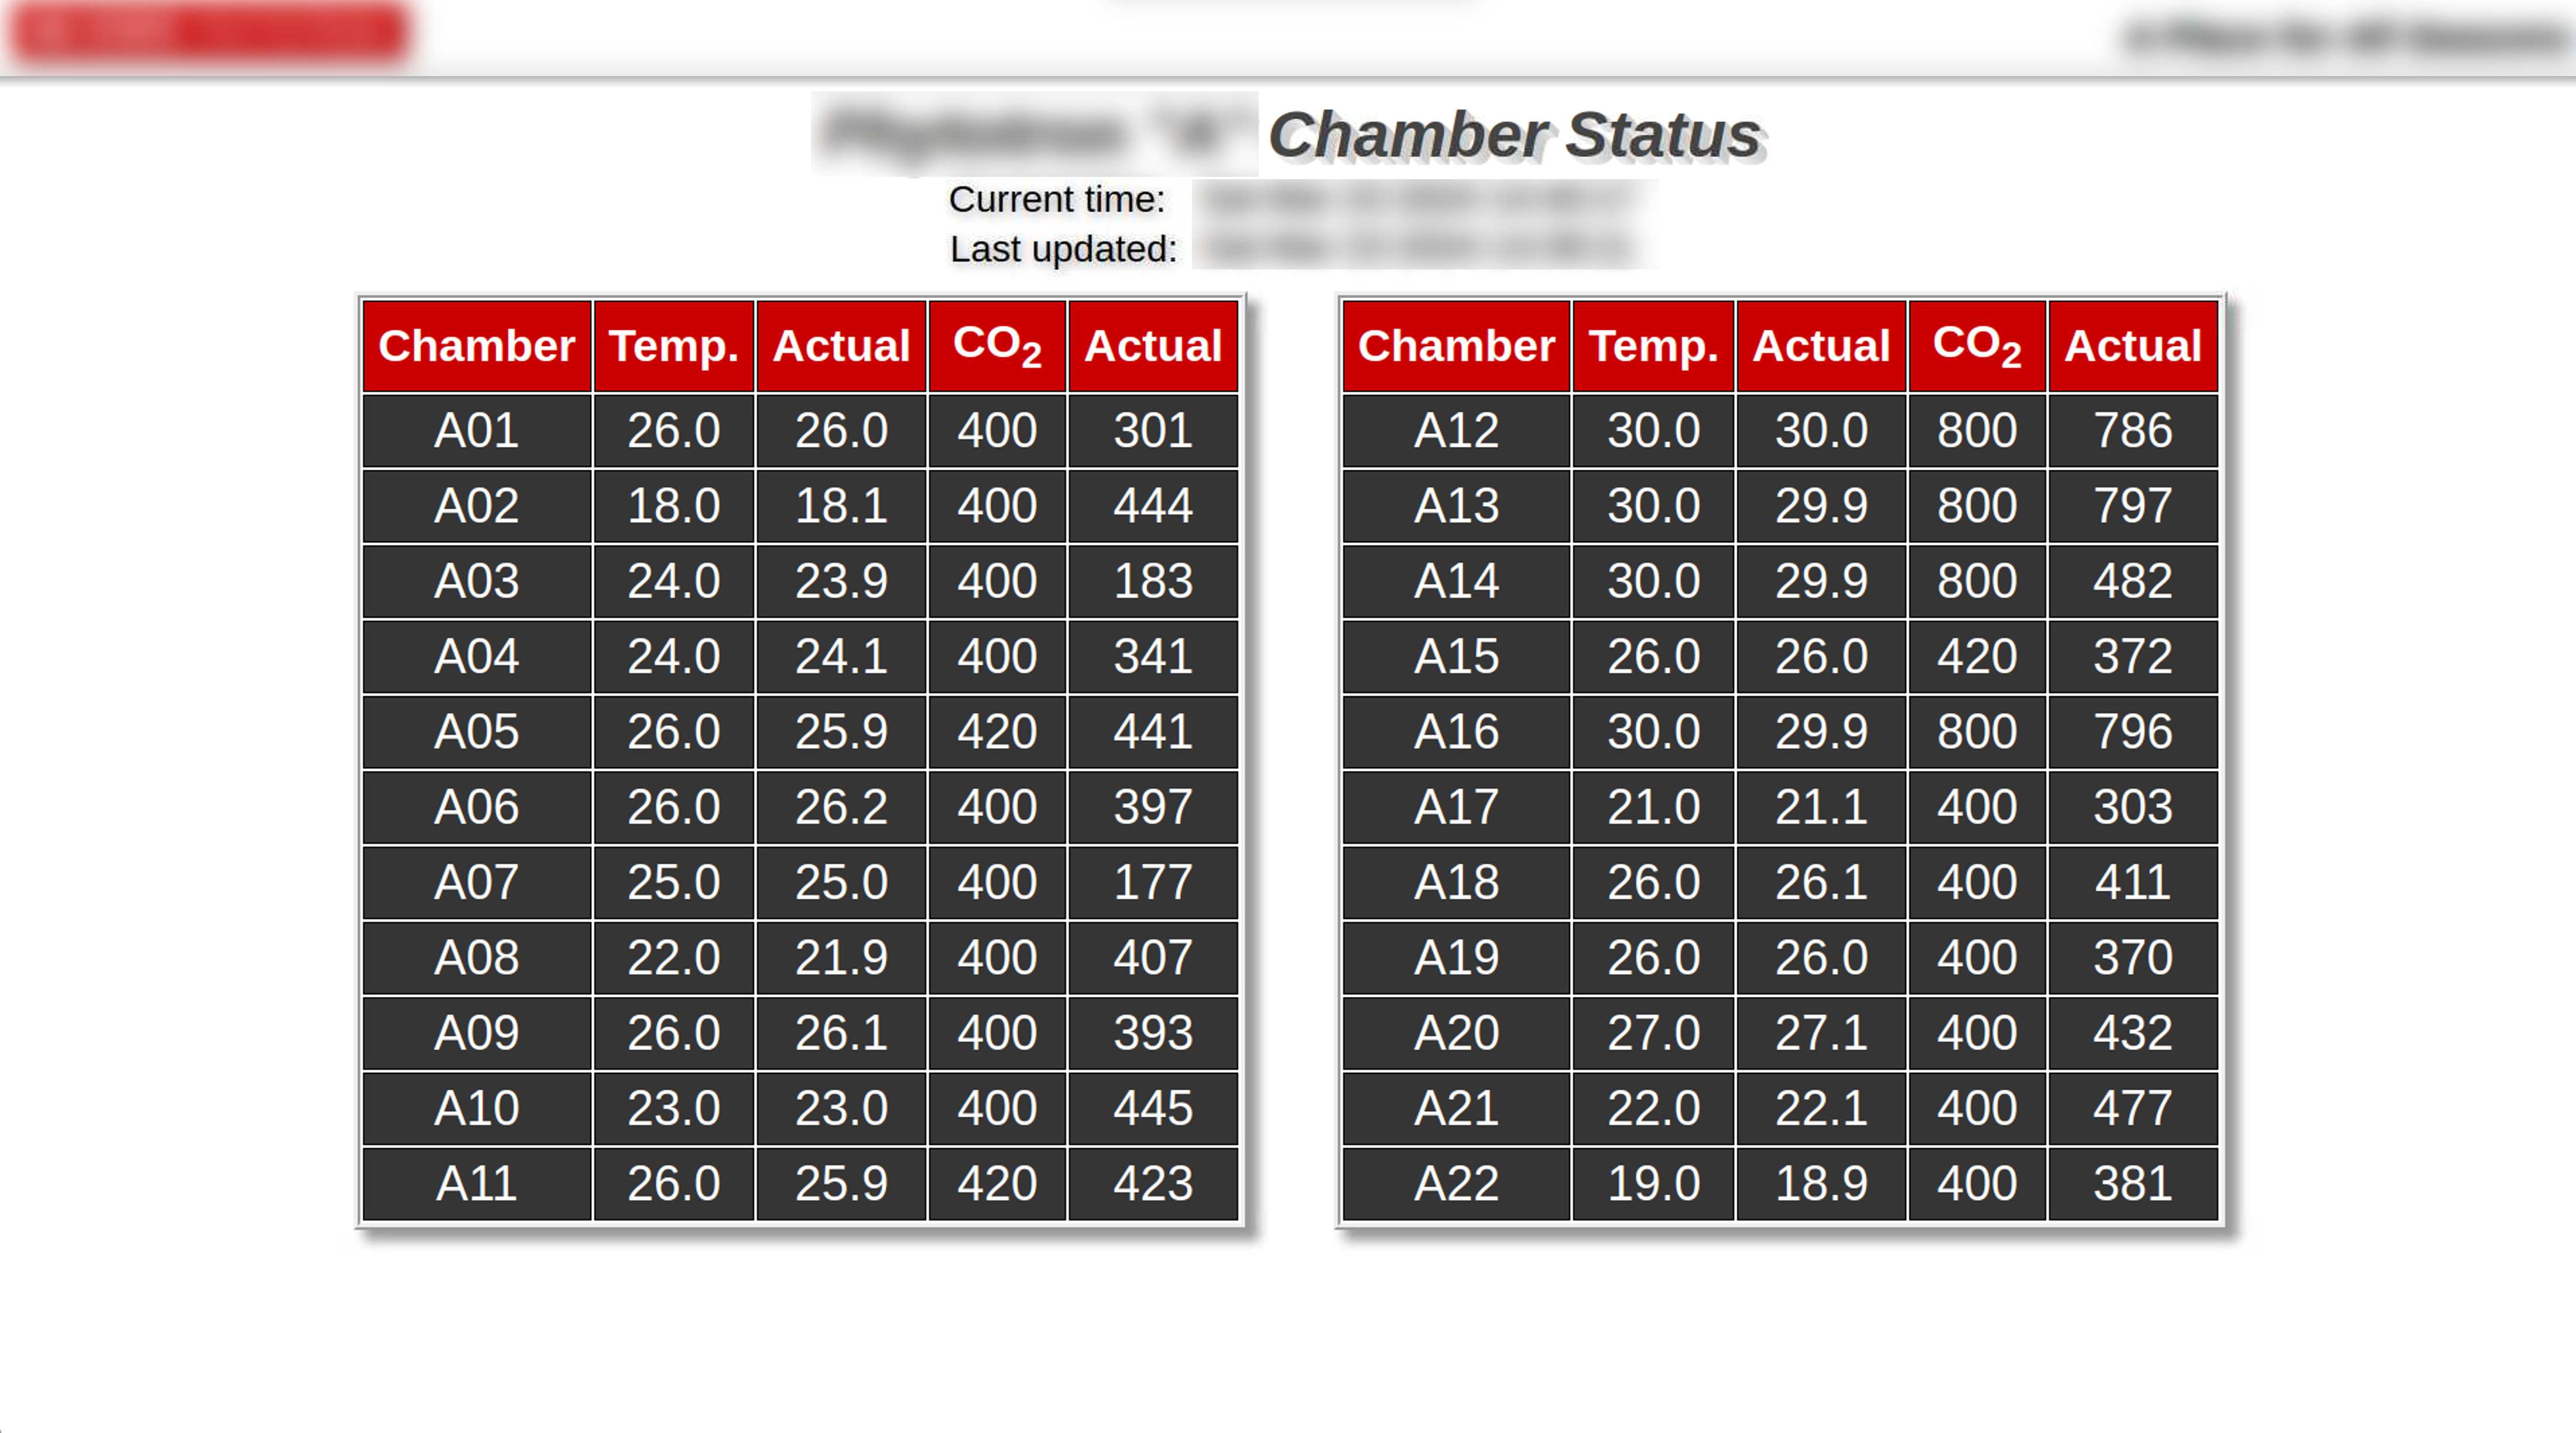 Chamber Status
Current time:
Last updated:
Chamber Temp. Actual CO2 Actual
A01 26.0 26.0 400 301
A02 18.0 18.1 400 444
A03 24.0 23.9 400 183
A04 24.0 24.1 400 341
A05 26.0 25.9 420 441
A06 26.0 26.2 400 397
A07 25.0 25.0 400 177
A08 22.0 21.9 400 407
A09 26.0 26.1 400 393
A10 23.0 23.0 400 445
A11 26.0 25.9 420 423
Chamber Temp. Actual CO2 Actual
A12 30.0 30.0 800 786
A13 30.0 29.9 800 797
A14 30.0 29.9 800 482
A15 26.0 26.0 420 372
A16 30.0 29.9 800 796
A17 21.0 21.1 400 303
A18 26.0 26.1 400 411
A19 26.0 26.0 400 370
A20 27.0 27.1 400 432
A21 22.0 22.1 400 477
A22 19.0 18.9 400 381